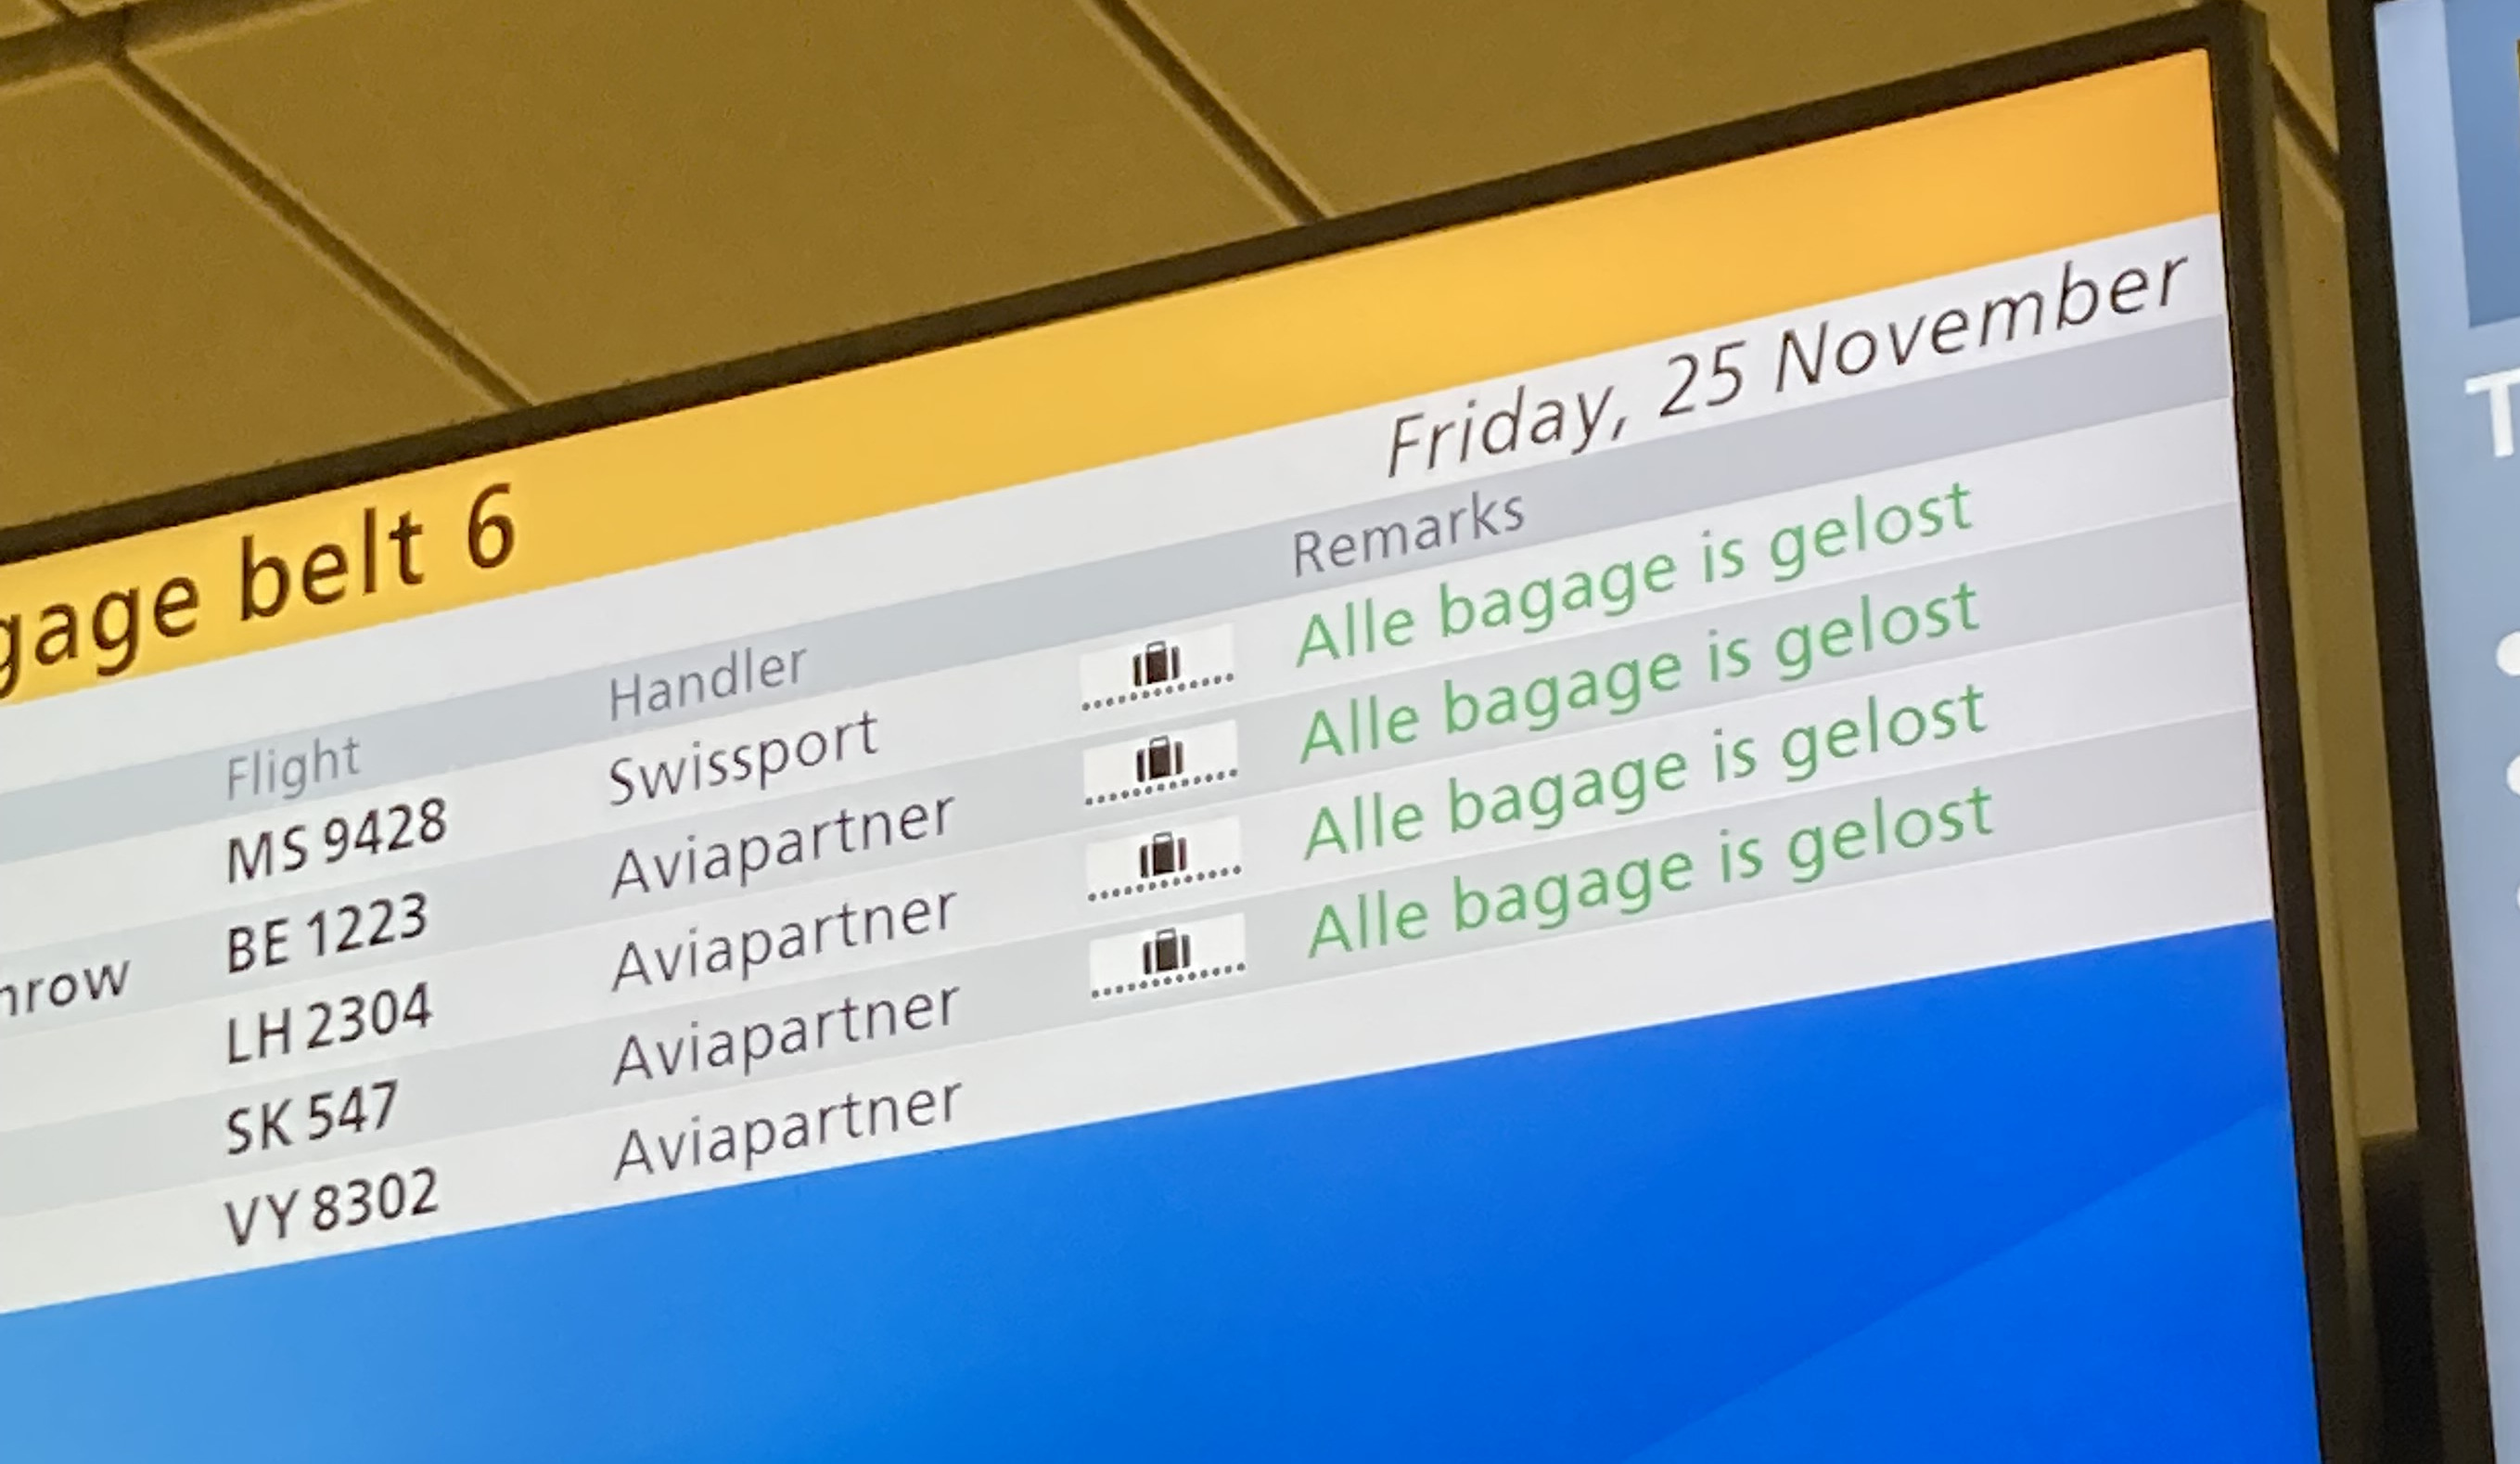 gage belt 6
Friday, 25 November
Flight Handler Remarks
MS 9428 Swissport Alle bagage is gelost
hrow BE 1223 Aviapartner Alle bagage is gelost
LH 2304 Aviapartner Alle bagage is gelost
SK 547 Aviapartner Alle bagage is gelost
VY 8302 Aviapartner
T